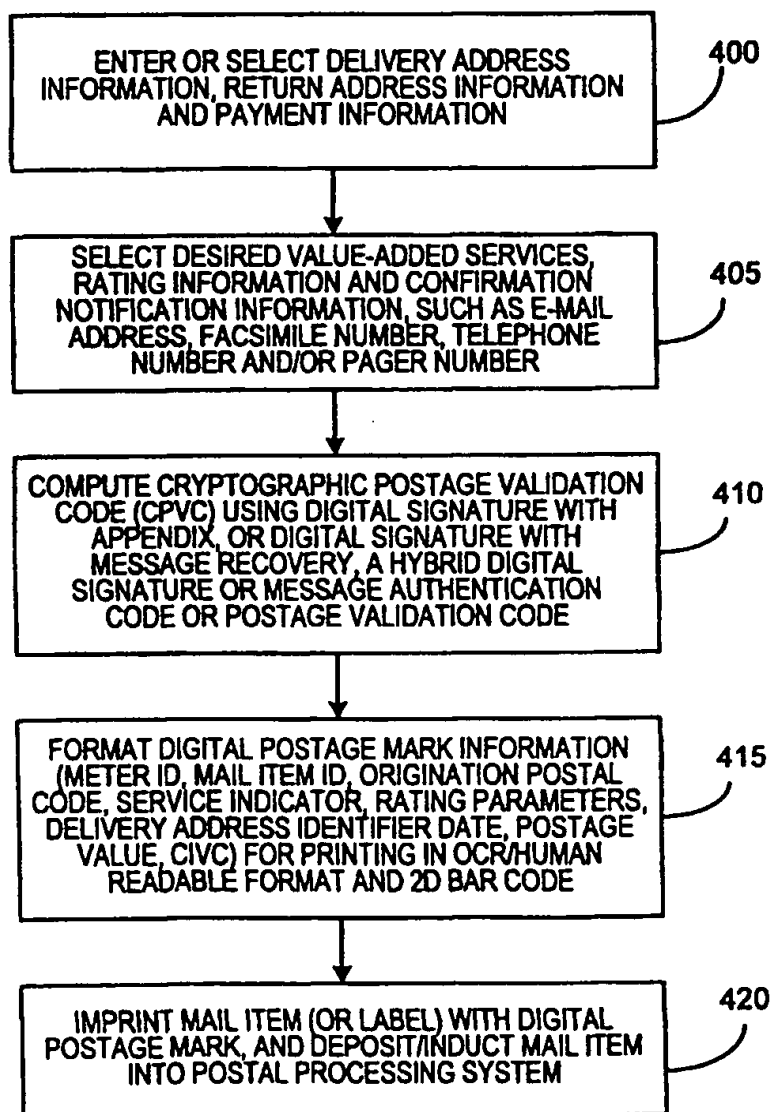 ENTER OR SELECT DELIVERY ADDRESS
INFORMATION, RETURN ADDRESS INFORMATION
AND PAYMENT INFORMATION
400
SELECT DESIRED VALUE-ADDED SERVICES,
RATING INFORMATION AND CONFIRMATION
NOTIFICATION INFORMATION, SUCH AS E-MAIL
ADDRESS, FACSIMILE NUMBER, TELEPHONE
NUMBER AND/OR PAGER NUMBER
405
COMPUTE CRYPTOGRAPHIC POSTAGE VALIDATION
CODE (CPVC) USING DIGITAL SIGNATURE WITH
APPENDIX, OR DIGITAL SIGNATURE WITH
MESSAGE RECOVERY, A HYBRID DIGITAL
SIGNATURE OR MESSAGE AUTHENTICATION
CODE OR POSTAGE VALIDATION CODE
410
FORMAT DIGITAL POSTAGE MARK INFORMATION
(METER ID, MAIL ITEM ID, ORIGINATION POSTAL
CODE, SERVICE INDICATOR, RATING PARAMETERS,
DELIVERY ADDRESS IDENTIFIER DATE, POSTAGE
VALUE, CIVC) FOR PRINTING IN OCR/HUMAN
READABLE FORMAT AND 2D BAR CODE
415
IMPRINT MAIL ITEM (OR LABEL) WITH DIGITAL
POSTAGE MARK, AND DEPOSIT/INDUCT MAIL ITEM
INTO POSTAL PROCESSING SYSTEM
420